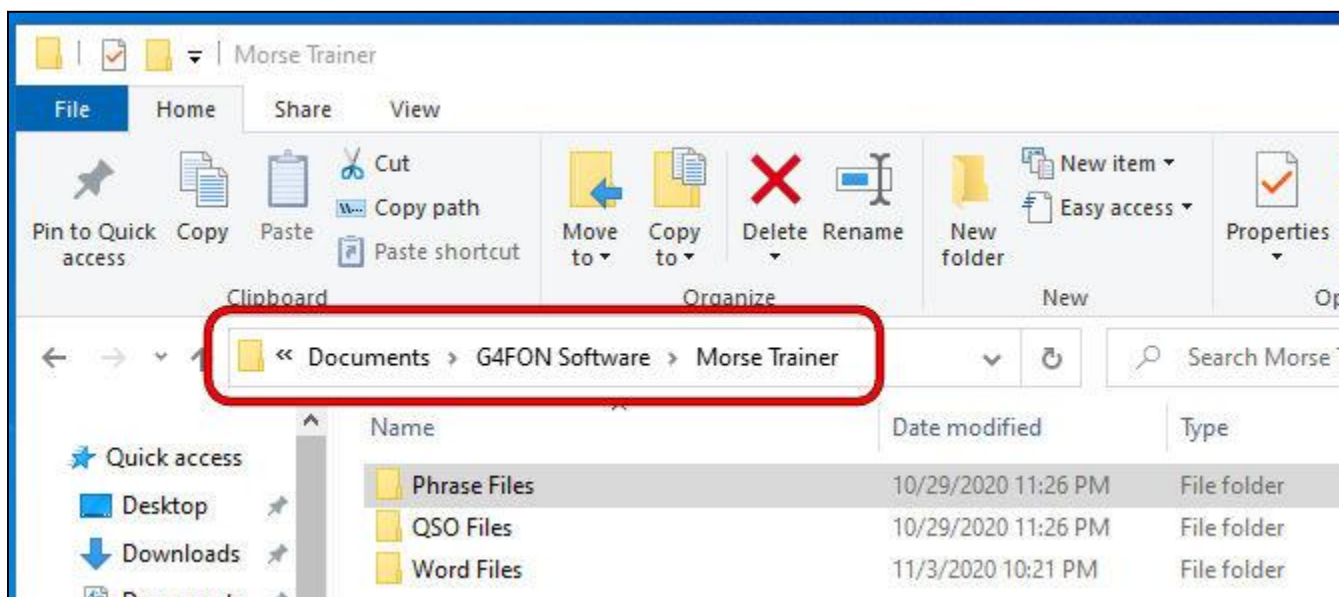 Morse Trainer
File Home Share View
Pin to Quick access
Copy
Paste
Cut
Copy path
Paste shortcut
Clipboard
Move to
Copy to
Delete
Rename
Organize
New folder
New item
Easy access
New
Properties
« Documents > G4FON Software > Morse Trainer
Search Morse
Name Date modified Type
Quick access
Desktop
Downloads
Phrase Files 10/29/2020 11:26 PM File folder
QSO Files 10/29/2020 11:26 PM File folder
Word Files 11/3/2020 10:21 PM File folder